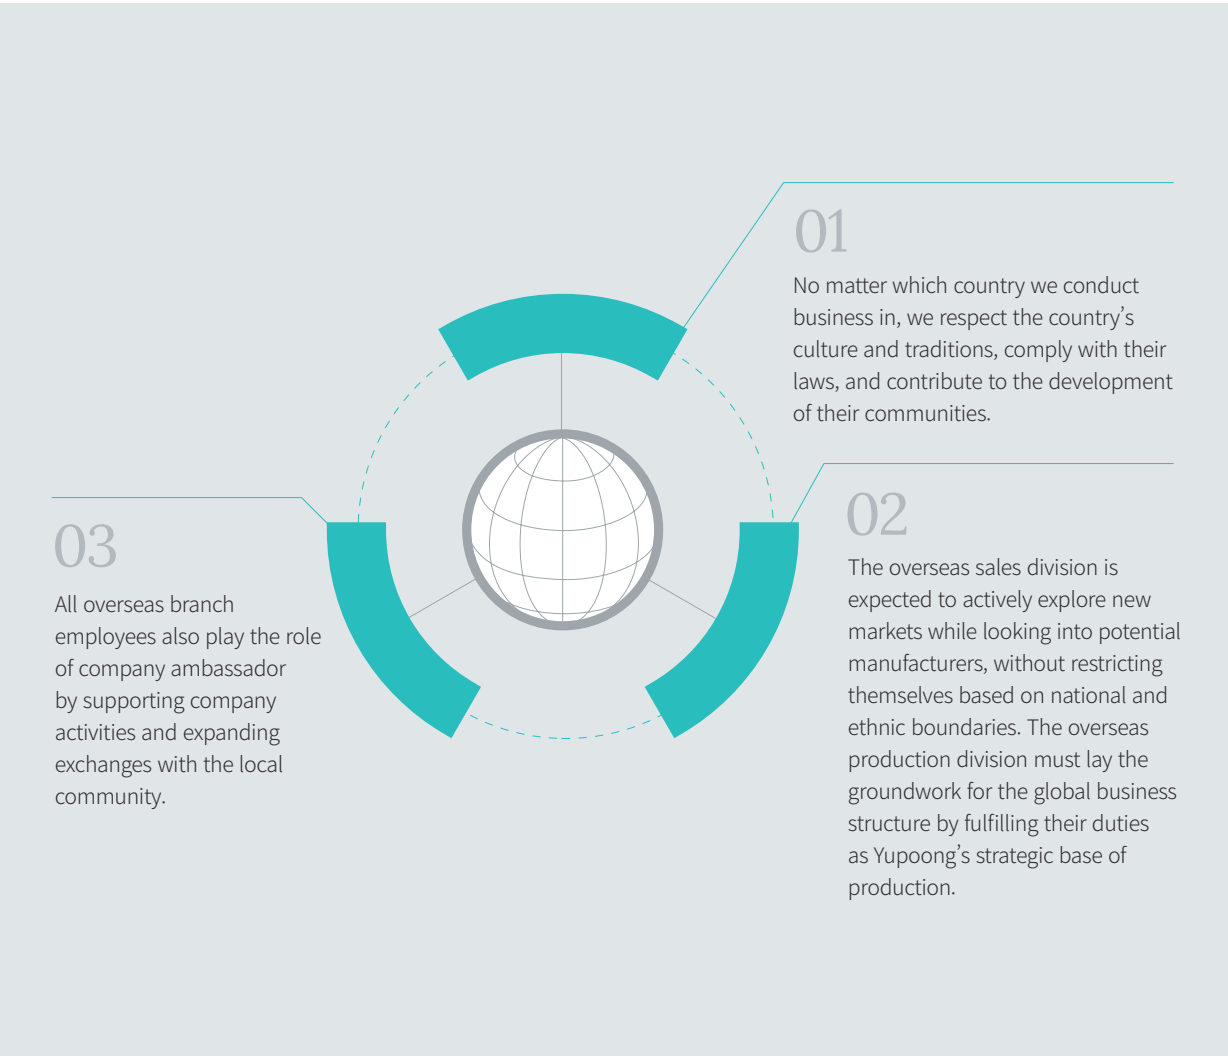 01
No matter which country we conduct
business in, we respect the country’s
culture and traditions, comply with their
laws, and contribute to the development
of their communities.
02
The overseas sales division is
expected to actively explore new
markets while looking into potential
manufacturers, without restricting
themselves based on national and
ethnic boundaries. The overseas
production division must lay the
groundwork for the global business
structure by fulfilling their duties
as Yupoong’s strategic base of
production.
03
All overseas branch
employees also play the role
of company ambassador
by supporting company
activities and expanding
exchanges with the local
community.